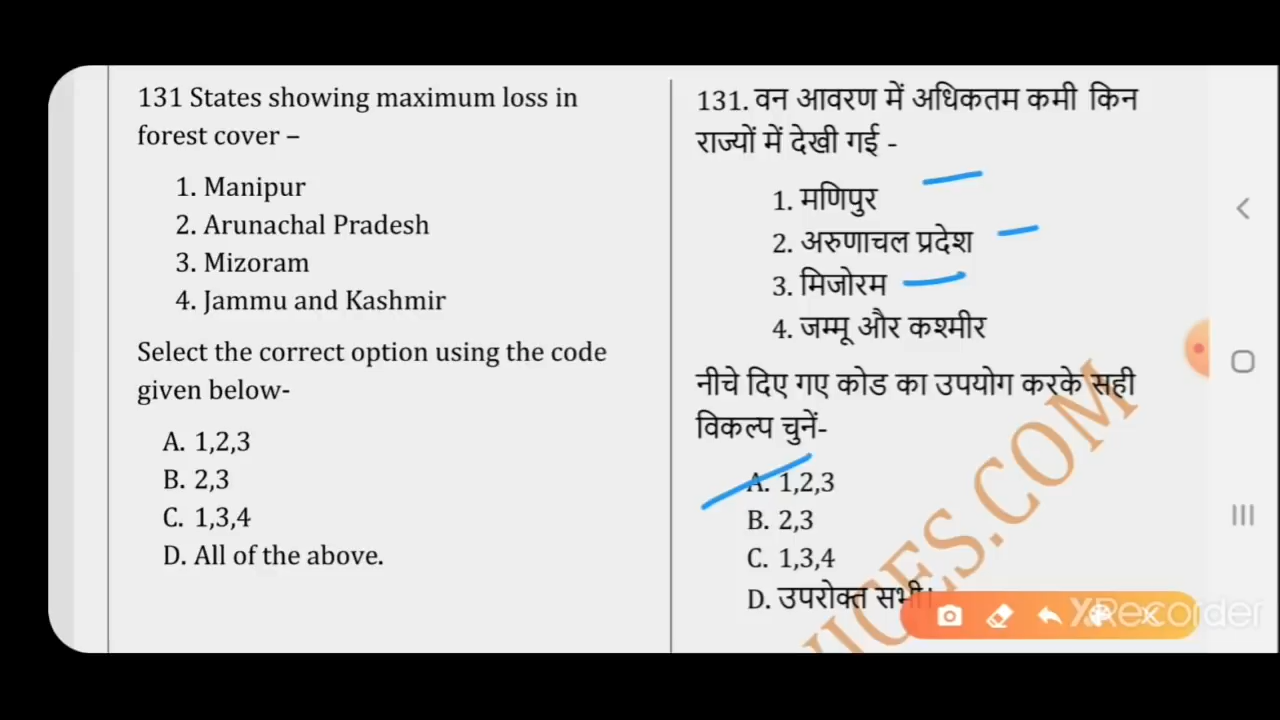 131 States showing maximum loss in
forest cover –
1. Manipur
2. Arunachal Pradesh
3. Mizoram
4. Jammu and Kashmir
Select the correct option using the code
given below-
A. 1,2,3
B. 2,3
C. 1,3,4
D. All of the above.
131. वन आवरण में अधिकतम कमी किन
राज्यों में देखी गई -
1. मणिपुर
2. अरुणाचल प्रदेश
3. मिजोरम
4. जम्मू और कश्मीर
नीचे दिए गए कोड का उपयोग करके सही
विकल्प चुनें-
A. 1,2,3
B. 2,3
C. 1,3,4
D. उपरोक्त सभी।
XRecorder